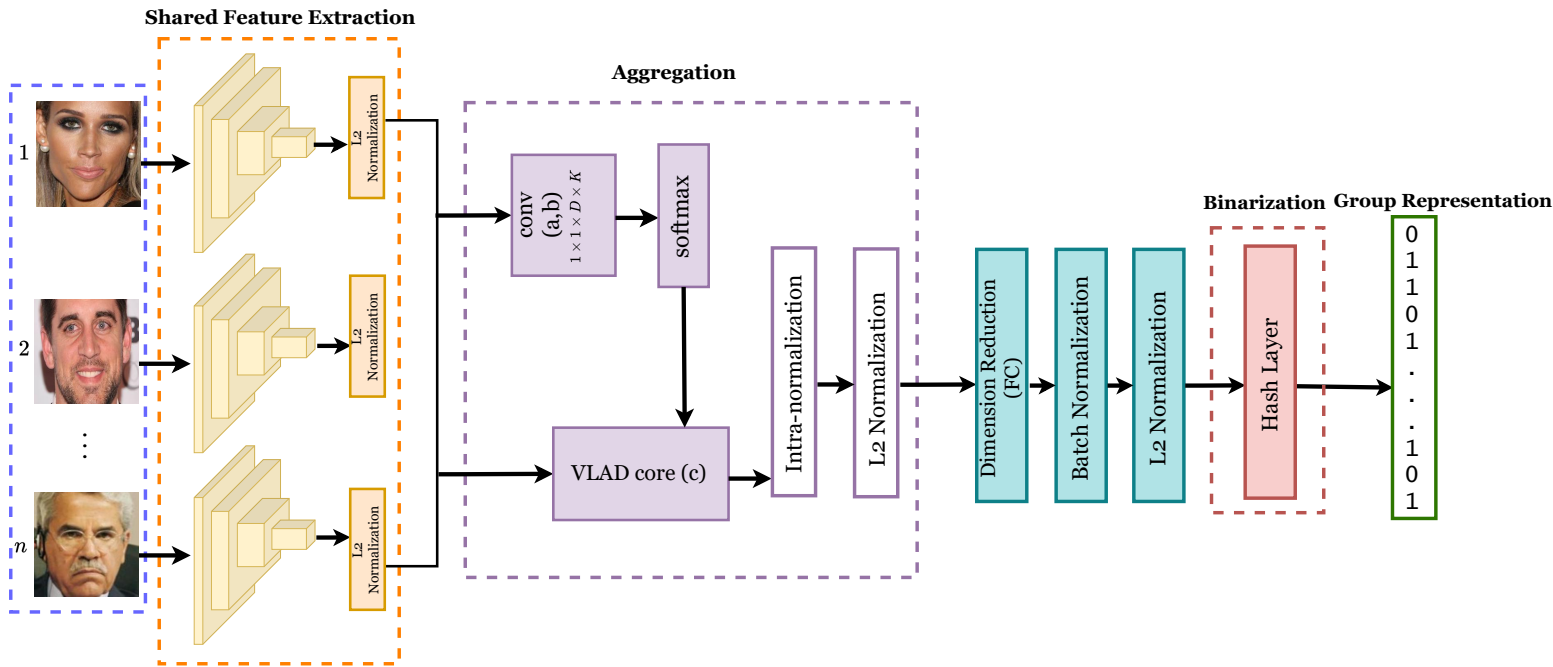 Shared Feature Extraction
1
L2
Normalization
2
L2
Normalization
⋮
n
L2
Normalization
Aggregation
conv
(a,b)
1 × 1 × D × K
softmax
VLAD core (c)
Intra-normalization
L2 Normalization
Dimension Reduction
(FC)
Batch Normalization
L2 Normalization
Binarization
Hash Layer
Group Representation
0
1
1
0
1
.
.
.
1
0
1